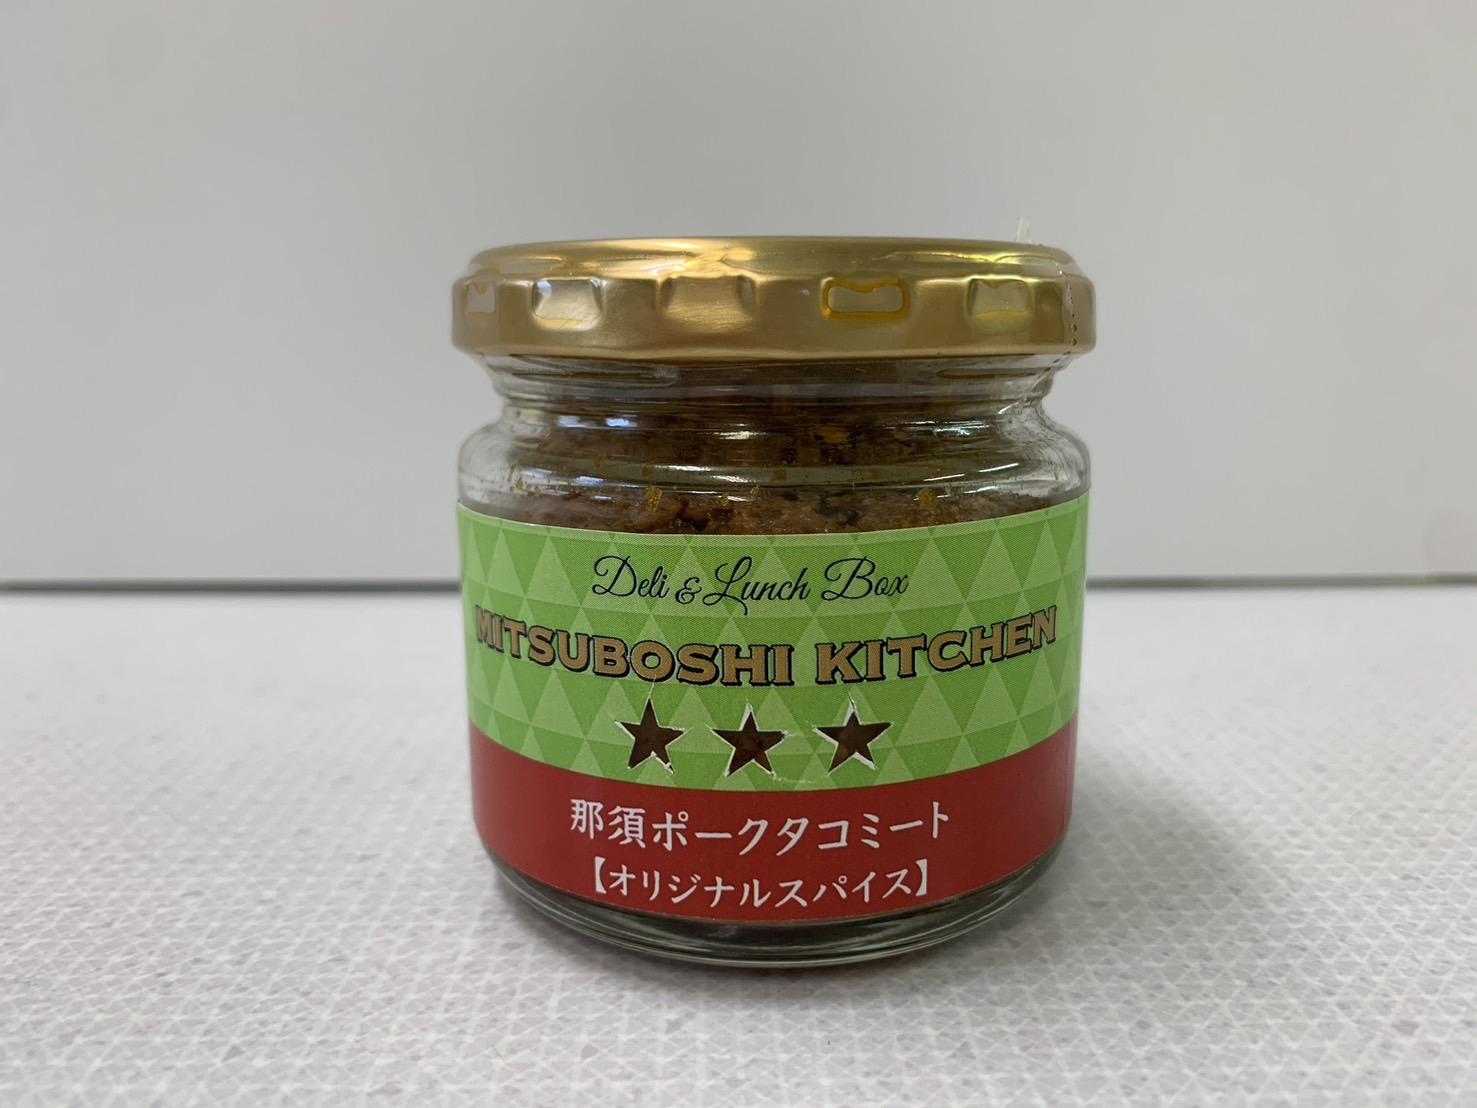 Deli & Lunch Box
MITSUBOSHI KITCHEN
那須ポークタコミート
【オリジナルスパイス】